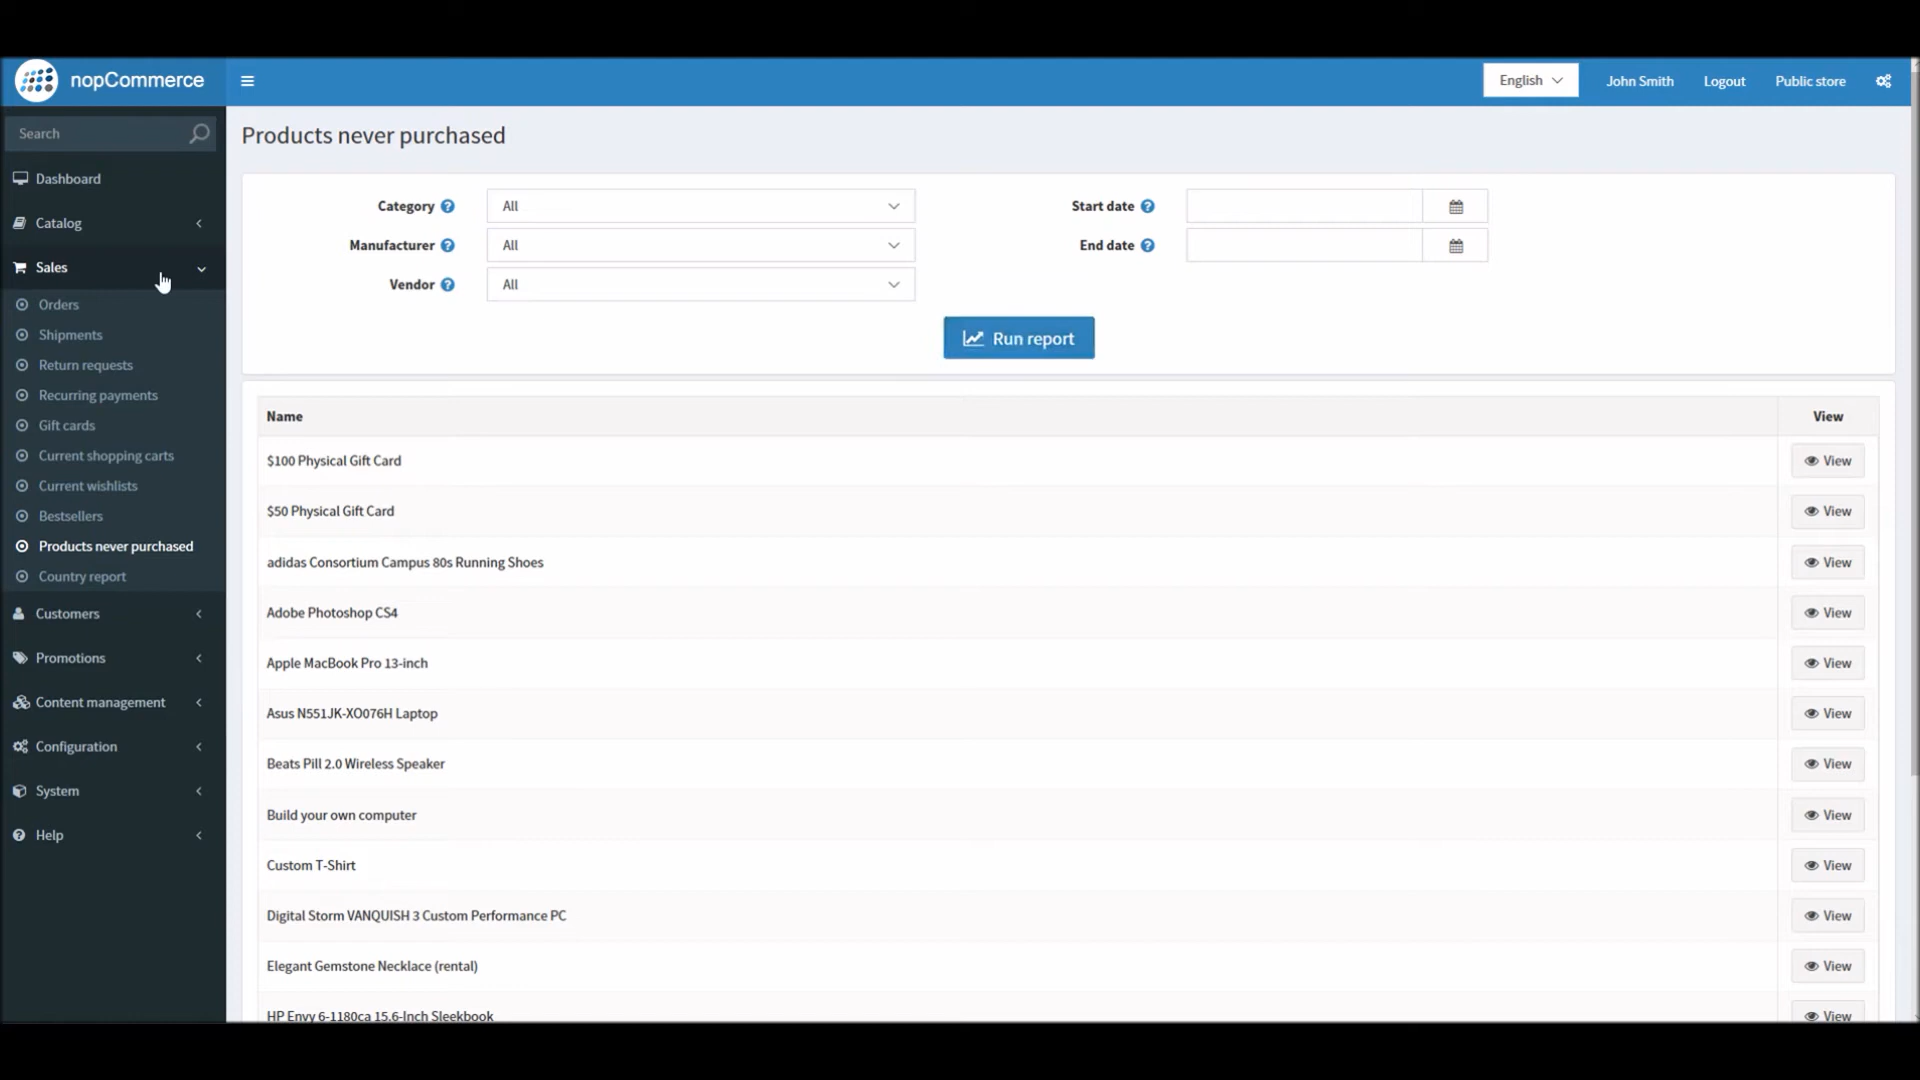 nopCommerce
English
John Smith
Logout
Public store
Search
Dashboard
Catalog
Sales
Orders
Shipments
Return requests
Recurring payments
Gift cards
Current shopping carts
Current wishlists
Bestsellers
Products never purchased
Country report
Customers
Promotions
Content management
Configuration
System
Help
Products never purchased
Category ? All
Manufacturer ? All
Vendor ? All
Start date ?
End date ?
Run report
Name View
$100 Physical Gift Card View
$50 Physical Gift Card View
adidas Consortium Campus 80s Running Shoes View
Adobe Photoshop CS4 View
Apple MacBook Pro 13-inch View
Asus N551JK-XO076H Laptop View
Beats Pill 2.0 Wireless Speaker View
Build your own computer View
Custom T-Shirt View
Digital Storm VANQUISH 3 Custom Performance PC View
Elegant Gemstone Necklace (rental) View
HP Envy 6-1180ca 15.6-Inch Sleekbook View